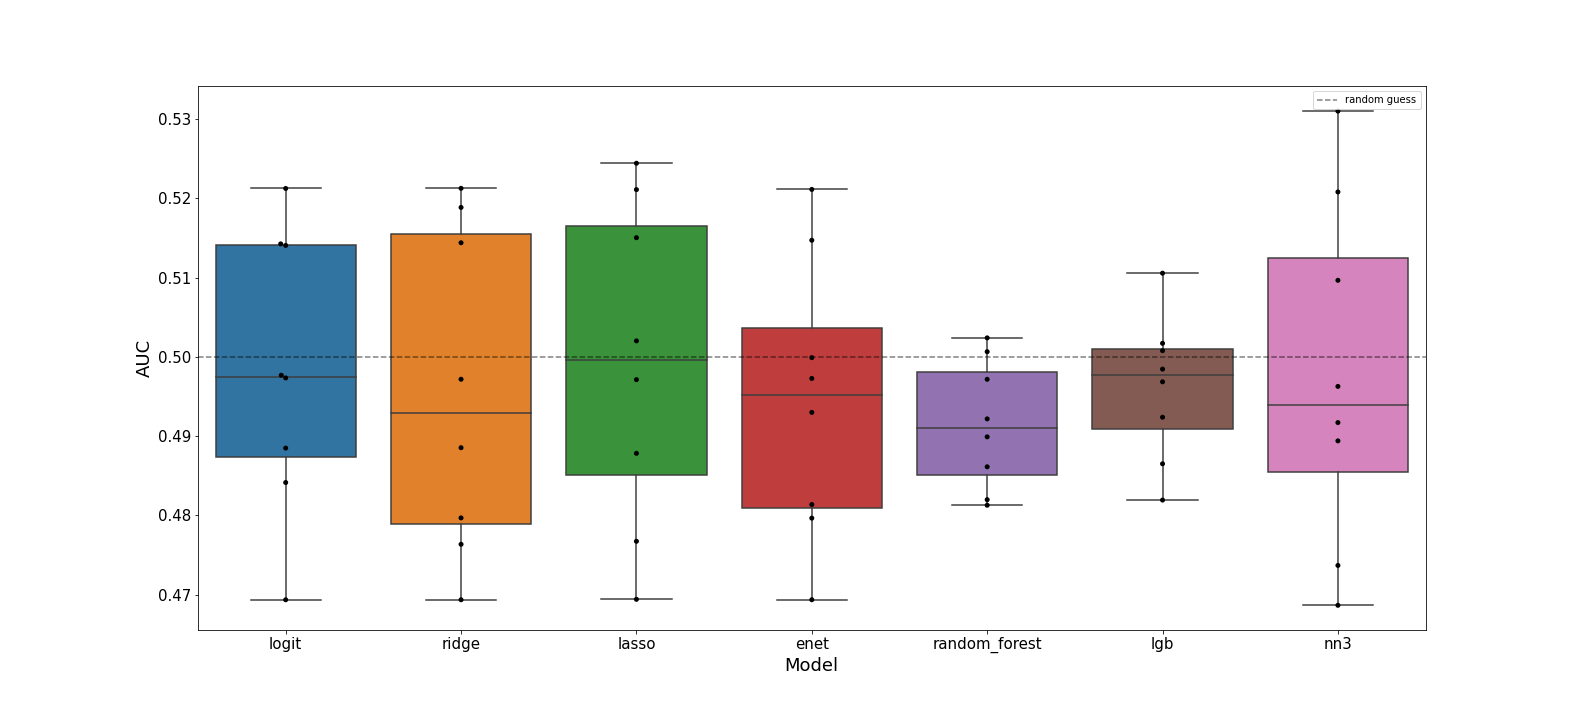 random guess
0.53
0.52
0.51
0.50
0.49
0.48
0.47
AUC
logit ridge lasso enet random_forest lgb nn3
Model